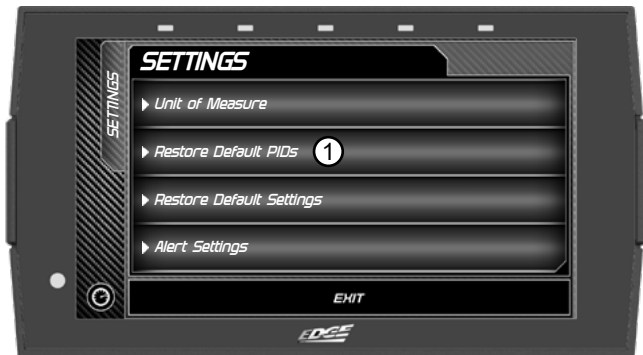 SETTINGS
SETTINGS
Unit of Measure
Restore Default PIDs 1
Restore Default Settings
Alert Settings
EXIT
EDGE